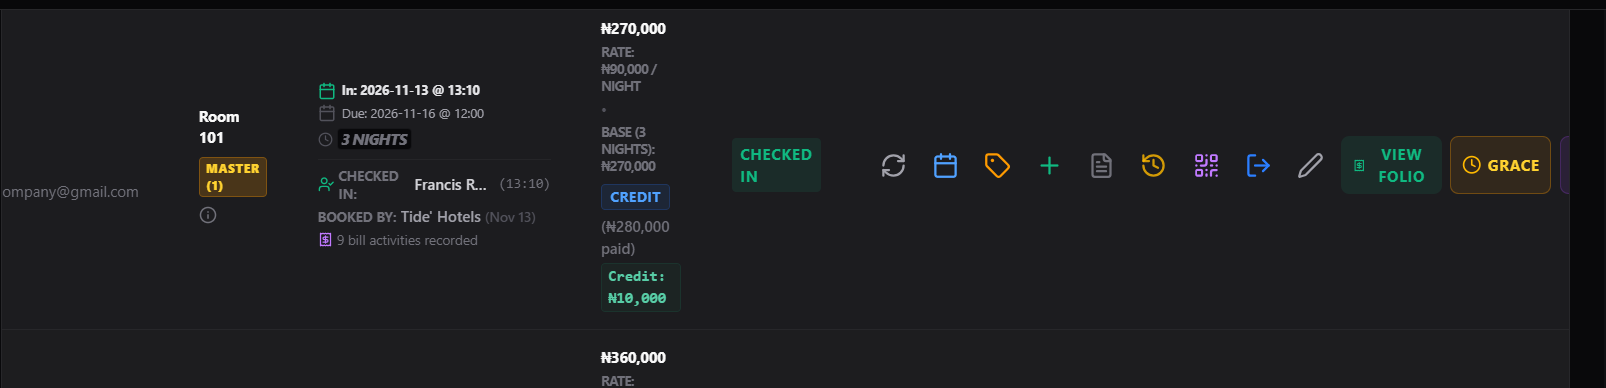 ompany@gmail.com
Room
101
MASTER
(1)
In: 2026-11-13 @ 13:10
Due: 2026-11-16 @ 12:00
3 NIGHTS
CHECKED
IN:
Francis R... (13:10)
BOOKED BY: Tide' Hotels (Nov 13)
9 bill activities recorded
₦270,000
RATE:
₦90,000 /
NIGHT
•
BASE (3
NIGHTS):
₦270,000
CREDIT
(₦280,000
paid)
Credit:
₦10,000
CHECKED
IN
VIEW
FOLIO
GRACE
₦360,000
RATE: